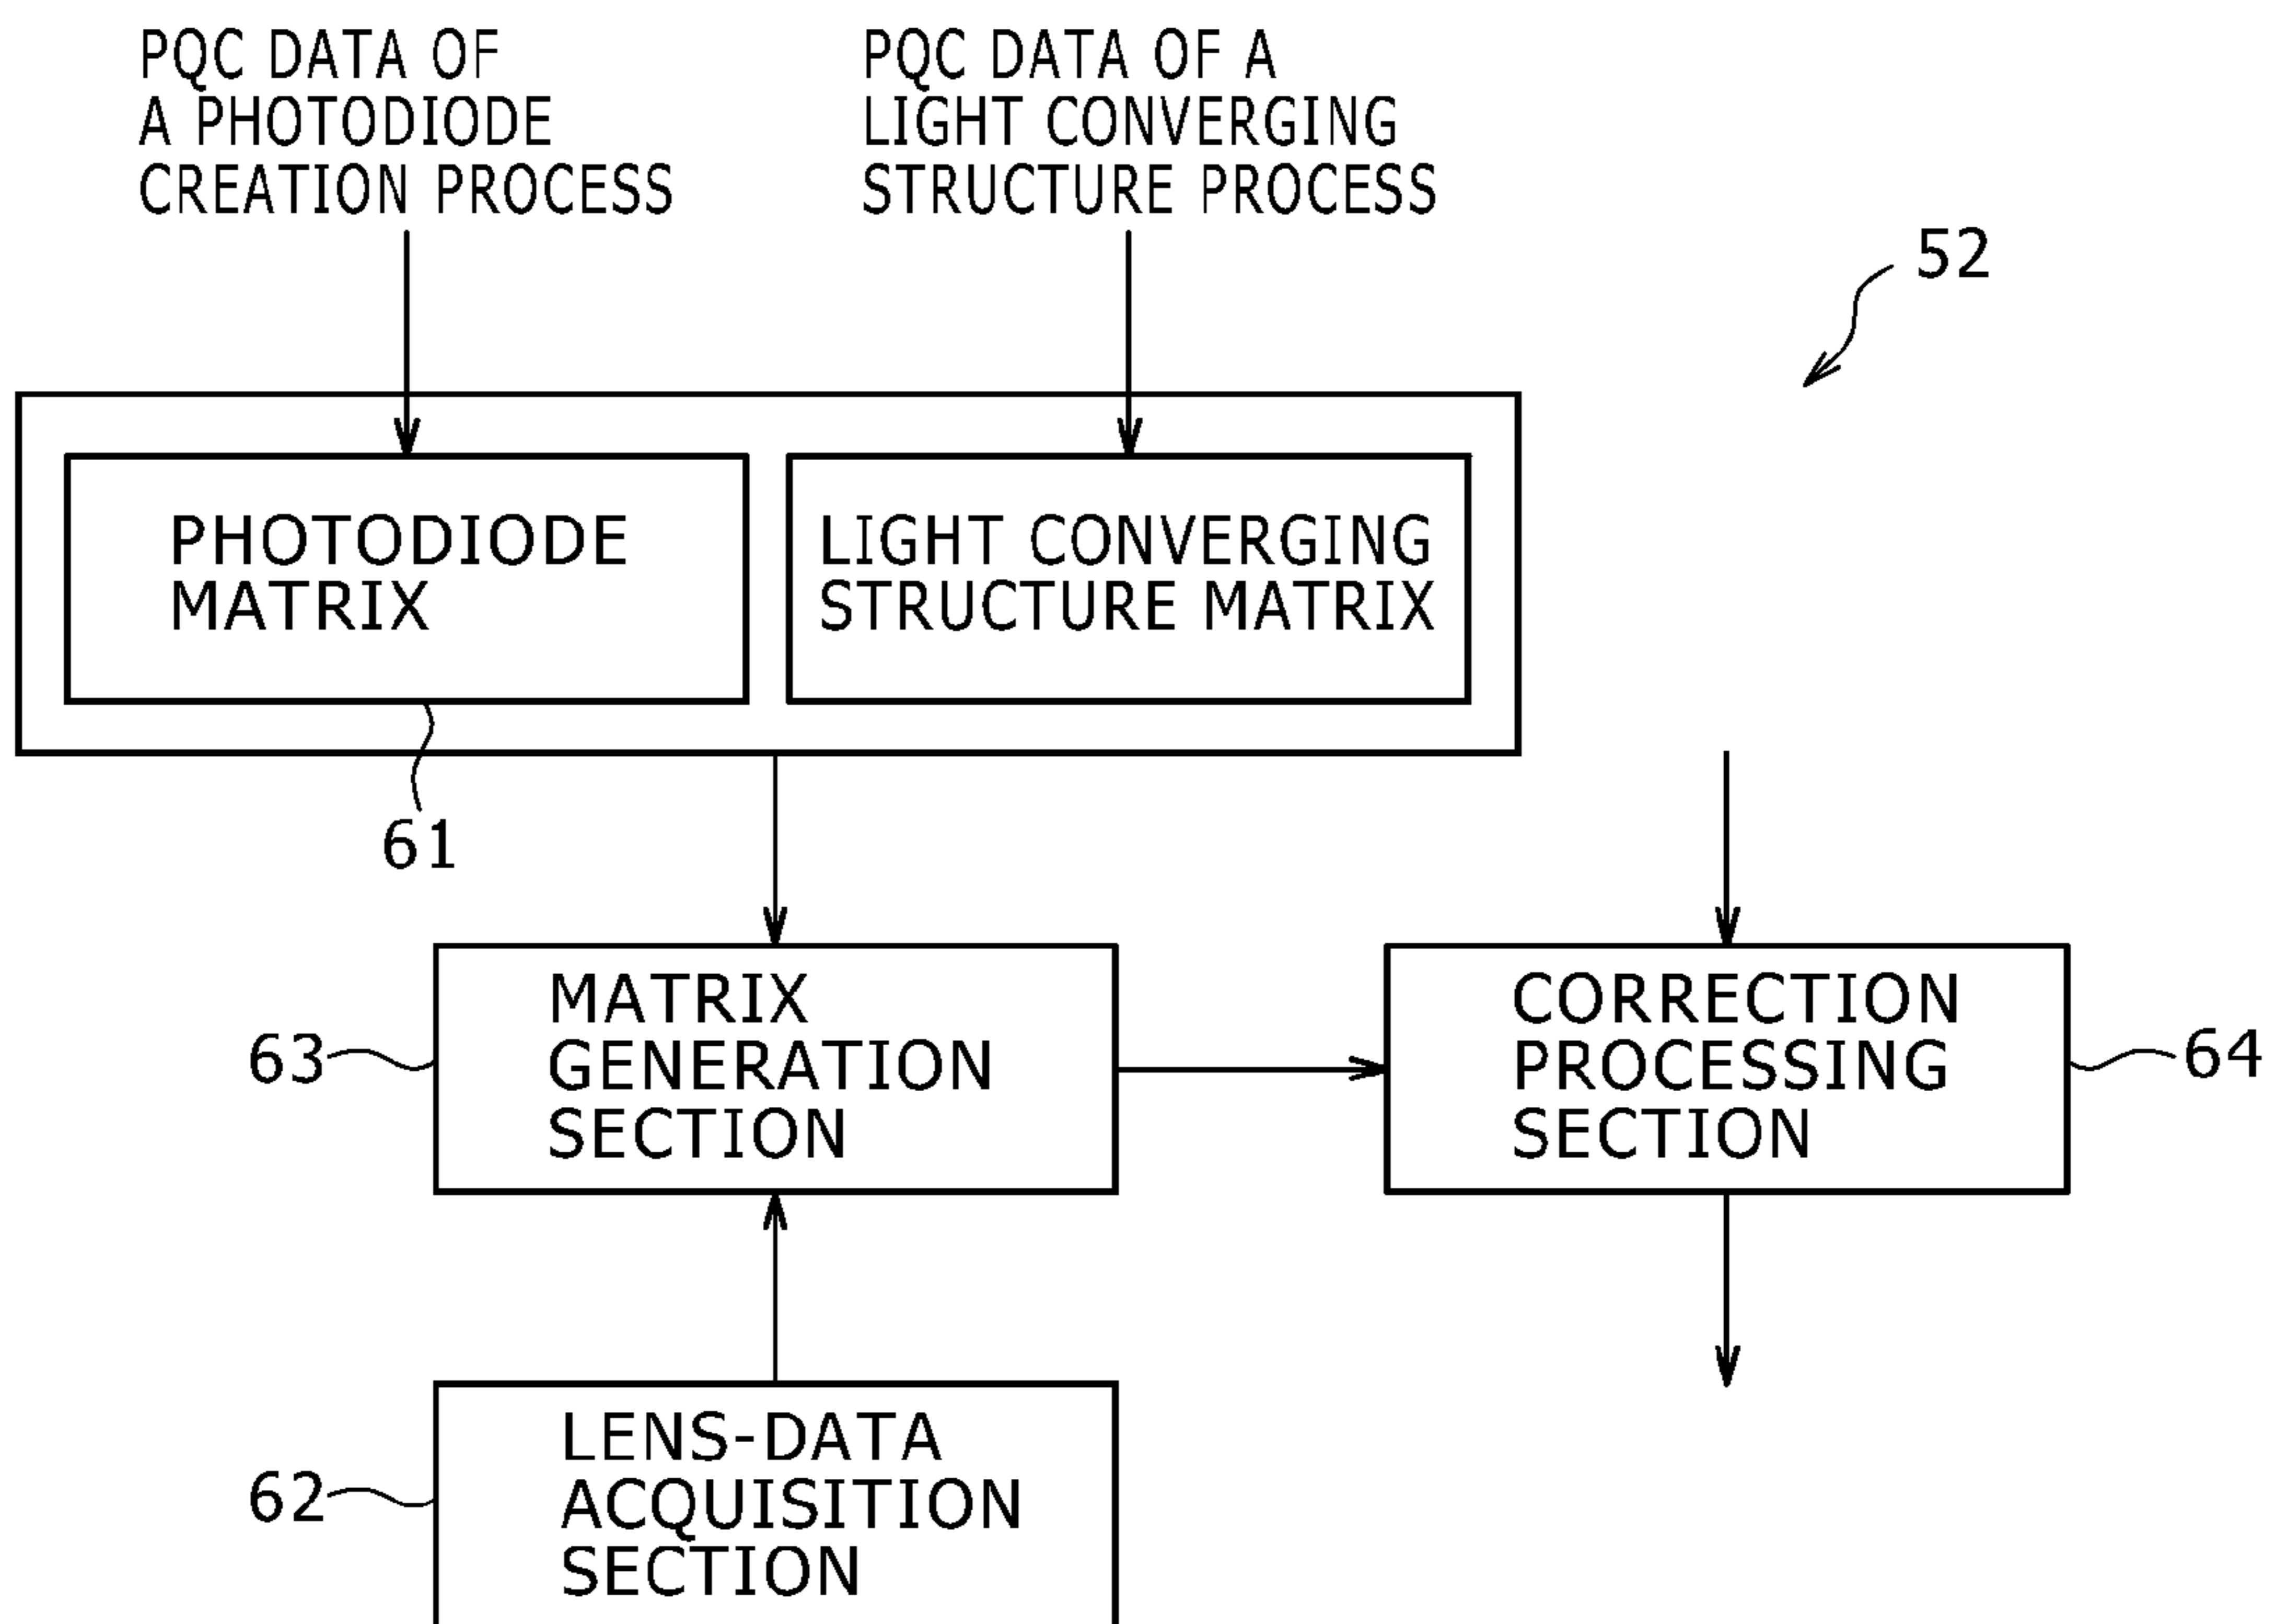 PQC DATA OF
A PHOTODIODE
CREATION PROCESS
PQC DATA OF A
LIGHT CONVERGING
STRUCTURE PROCESS
52
PHOTODIODE
MATRIX
LIGHT CONVERGING
STRUCTURE MATRIX
61
63
MATRIX
GENERATION
SECTION
CORRECTION
PROCESSING
SECTION
64
62
LENS-DATA
ACQUISITION
SECTION